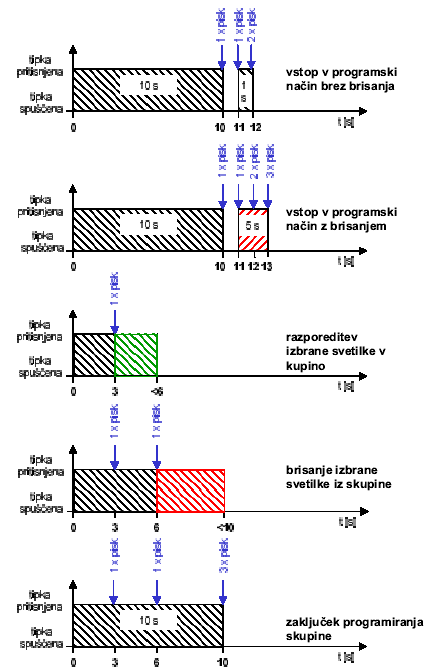 1 x pisk
1 x pisk
2 x pisk
tipka
pritisnjena
tipka
spuščena
10 s
1
s
0
10
11
12
t [s]
vstop v programski
način brez brisanja
1 x pisk
1 x pisk
2 x pisk
3 x pisk
tipka
pritisnjena
tipka
spuščena
10 s
5 s
0
10
11
12
13
t [s]
vstop v programski
način z brisanjem
1 x pisk
tipka
pritisnjena
tipka
spuščena
0
3
<6
t [s]
razporeditev
izbrane svetilke v
kupino
1 x pisk
1 x pisk
tipka
pritisnjena
tipka
spuščena
0
3
6
<10
t [s]
brisanje izbrane
svetilke iz skupine
1 x pisk
1 x pisk
3 x pisk
tipka
pritisnjena
tipka
spuščena
10 s
0
3
6
10
t [s]
zaključek programiranja
skupine